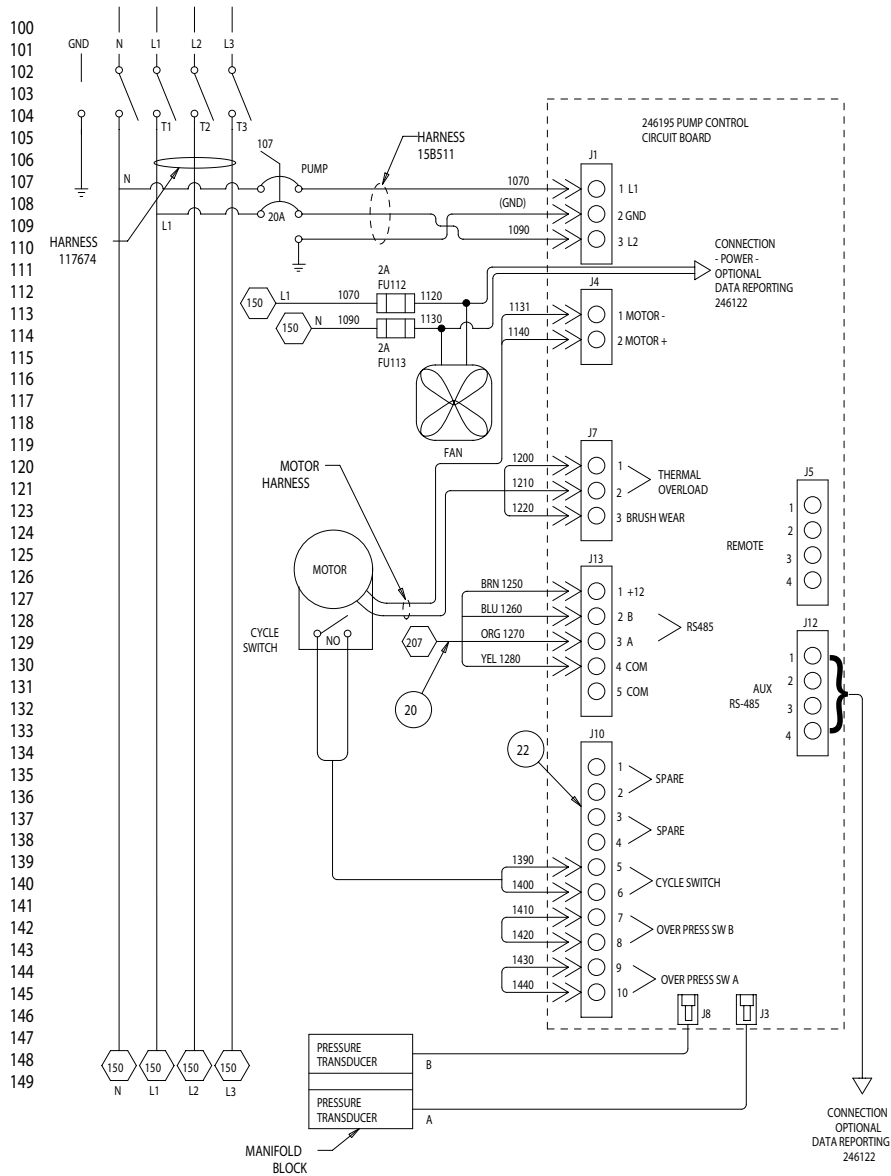 100
101
102
103
104
105
106
107
108
109
110
111
112
113
114
115
116
117
118
119
120
121
123
124
125
126
127
128
129
130
131
132
133
134
135
136
137
138
139
140
141
142
143
144
145
146
147
148
149
GND N L1 L2 L3
T1 T2 T3
HARNESS
117674
N
L1
107
PUMP
20A
HARNESS
15B511
1070
(GND)
1090
246195 PUMP CONTROL
CIRCUIT BOARD
J1
1 L1
2 GND
3 L2
CONNECTION
- POWER -
OPTIONAL
DATA REPORTING
246122
150 L1 1070 2A FU112 1120
150 N 1090 2A FU113 1130
FAN
J4
1131 1 MOTOR -
1140 2 MOTOR +
J7
1200 1
1210 2
THERMAL
OVERLOAD
1220 3 BRUSH WEAR
MOTOR
HARNESS
MOTOR
CYCLE
SWITCH
NO
207
20
J13
BRN 1250 1 +12
BLU 1260 2 B
ORG 1270 3 A
YEL 1280 4 COM
5 COM
RS485
J5
REMOTE
1
2
3
4
J12
AUX
RS-485
1
2
3
4
22
J10
1
2
SPARE
3
4
SPARE
1390 5
1400 6
CYCLE SWITCH
1410 7
1420 8
OVER PRESS SW B
1430 9
1440 10
OVER PRESS SW A
J8
J3
150 150 150 150
N L1 L2 L3
PRESSURE
TRANSDUCER
B
PRESSURE
TRANSDUCER
A
MANIFOLD
BLOCK
CONNECTION
OPTIONAL
DATA REPORTING
246122